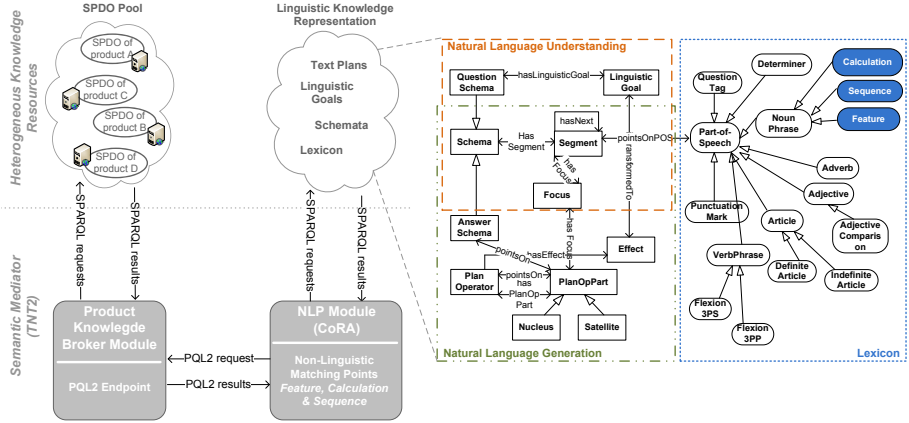 SPDO Pool
Linguistic Knowledge
Representation
Heterogeneous Knowledge
Resources
SPDO of
product A
SPDO of
product C
SPDO of
product B
SPDO of
product D
Text Plans
Linguistic
Goals
Schemata
Lexicon
SPARQL requests
SPARQL results
SPARQL requests
SPARQL results
Semantic Mediator
(TNT2)
Product
Knowlegde
Broker Module
PQL2 Endpoint
PQL2 request
PQL2 results
NLP Module
(CoRA)
Non-Linguistic
Matching Points
Feature, Calculation
& Sequence
Natural Language Understanding
Question
Schema
hasLinguisticGoal
Linguistic
Goal
Schema
Has
Segment
hasNext
Segment
pointsOnPOS
has
Focus
Focus
TransformedTo
Answer
Schema
has Focus
Effect
pointsOn
hasEffect
Plan
Operator
pointsOn
has
PlanOp
Part
PlanOpPart
Nucleus
Satellite
Natural Language Generation
Determiner
Question
Tag
Calculation
Sequence
Feature
Noun
Phrase
Part-of-
Speech
Adverb
Adjective
Punctuation
Mark
Article
Adjective
Comparis
on
VerbPhrase
Definite
Article
Indefinite
Article
Flexion
3PS
Flexion
3PP
Lexicon